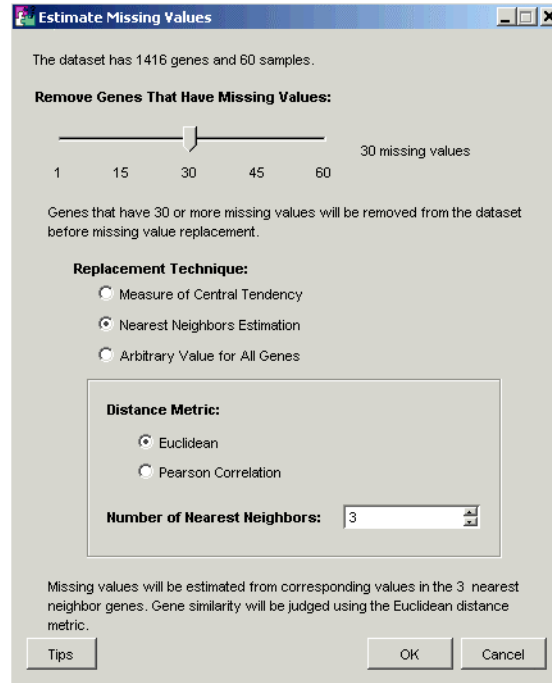 Estimate Missing Values
The dataset has 1416 genes and 60 samples.
Remove Genes That Have Missing Values:
30 missing values
1 15 30 45 60
Genes that have 30 or more missing values will be removed from the dataset
before missing value replacement.
Replacement Technique:
Measure of Central Tendency
Nearest Neighbors Estimation
Arbitrary Value for All Genes
Distance Metric:
Euclidean
Pearson Correlation
Number of Nearest Neighbors: 3
Missing values will be estimated from corresponding values in the 3 nearest
neighbor genes. Gene similarity will be judged using the Euclidean distance
metric.
Tips OK Cancel